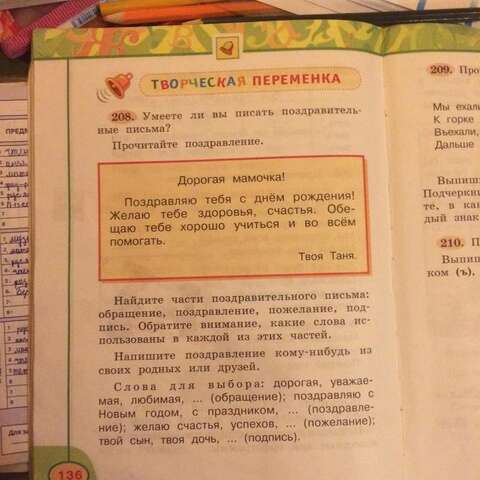 ТВОРЧЕСКАЯ ПЕРЕМЕНКА
208. Умеете ли вы писать поздравитель-
ные письма?
Прочитайте поздравление.
Дорогая мамочка!
Поздравляю тебя с днём рождения!
Желаю тебе здоровья, счастья. Обе-
щаю тебе хорошо учиться и во всём
помогать.
Твоя Таня.
Найдите части поздравительного письма:
обращение, поздравление, пожелание, под-
пись. Обратите внимание, какие слова ис-
пользованы в каждой из этих частей.
Напишите поздравление кому-нибудь из
своих родных или друзей.
Слова для выбора: дорогая, уважае-
мая, любимая, ... (обращение); поздравляю с
Новым годом, с праздником, ... (поздравле-
ние); желаю счастья, успехов, ... (пожелание);
твой сын, твоя дочь, ... (подпись).
136
209. Про
Мы ехали
К горке
Въехали,
Дальше
Выпиш
Подчеркни
те, в как
дый знак
210. П
Выпиш
ком (ъ),